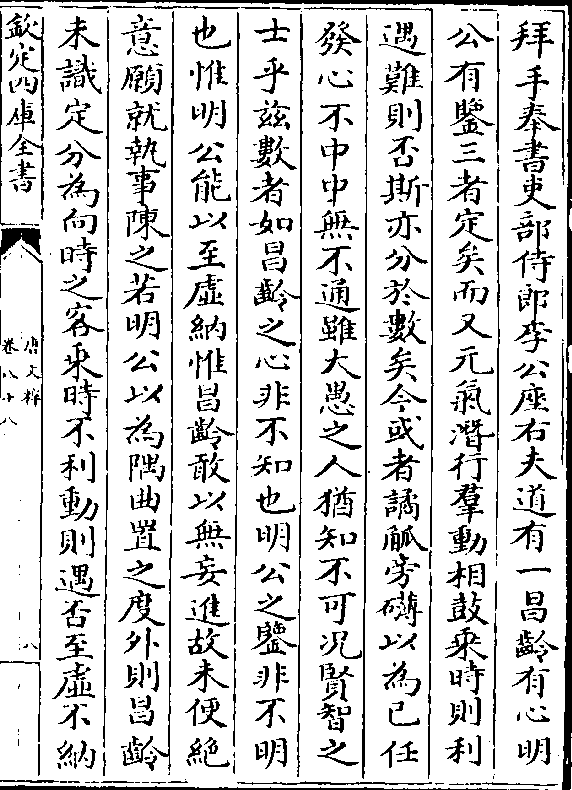 拜手奉書吏部侍郎李公座右夫道有一昌齡有心明
公有鑒三者定矣而又元氣潛行羣動相鼓乘時則利
遇難則否斯亦分於數矣今或者譎觚旁礴以為已任
發心不中中無不通雖大愚之人猶知不可况賢智之
士乎兹數者如昌齡之心非不知也明公之鑒非不明
也惟明公能以至虛納惟昌齡敢以無妄進故未便絶
意願就執事陳之若明公以為隅曲置之度外則昌齡
未識定分為向時之客乘時不利動則遇否至虛不納
欽定四庫全書
唐文粹
卷八十八
八